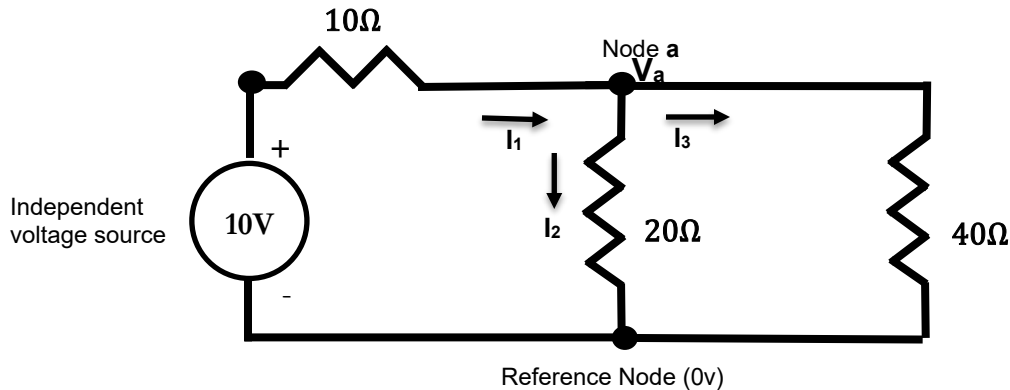 10Ω
Node a
Va
+
I1
I3
Independent
voltage source
10V
I2
20Ω
40Ω
-
Reference Node (0v)